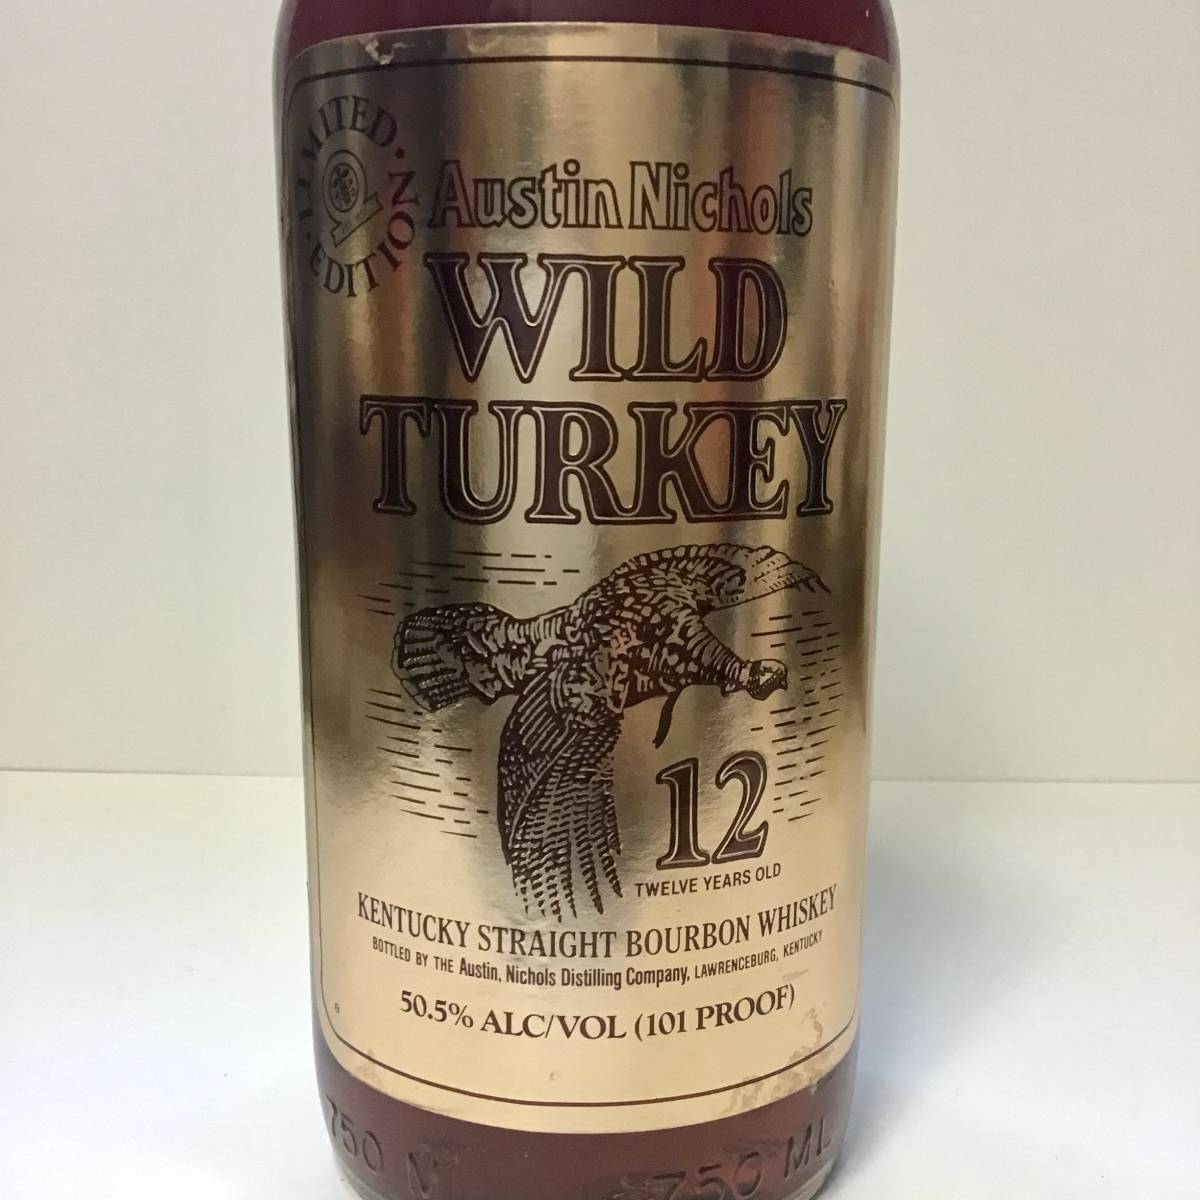 LIMITED · EDITION ·
Austin Nichols
WILD
TURKEY
12
TWELVE YEARS OLD
KENTUCKY STRAIGHT BOURBON WHISKEY
BOTTLED BY THE Austin, Nichols Distilling Company, LAWRENCEBURG, KENTUCKY
50.5% ALC/VOL (101 PROOF)
750 M
750 ML